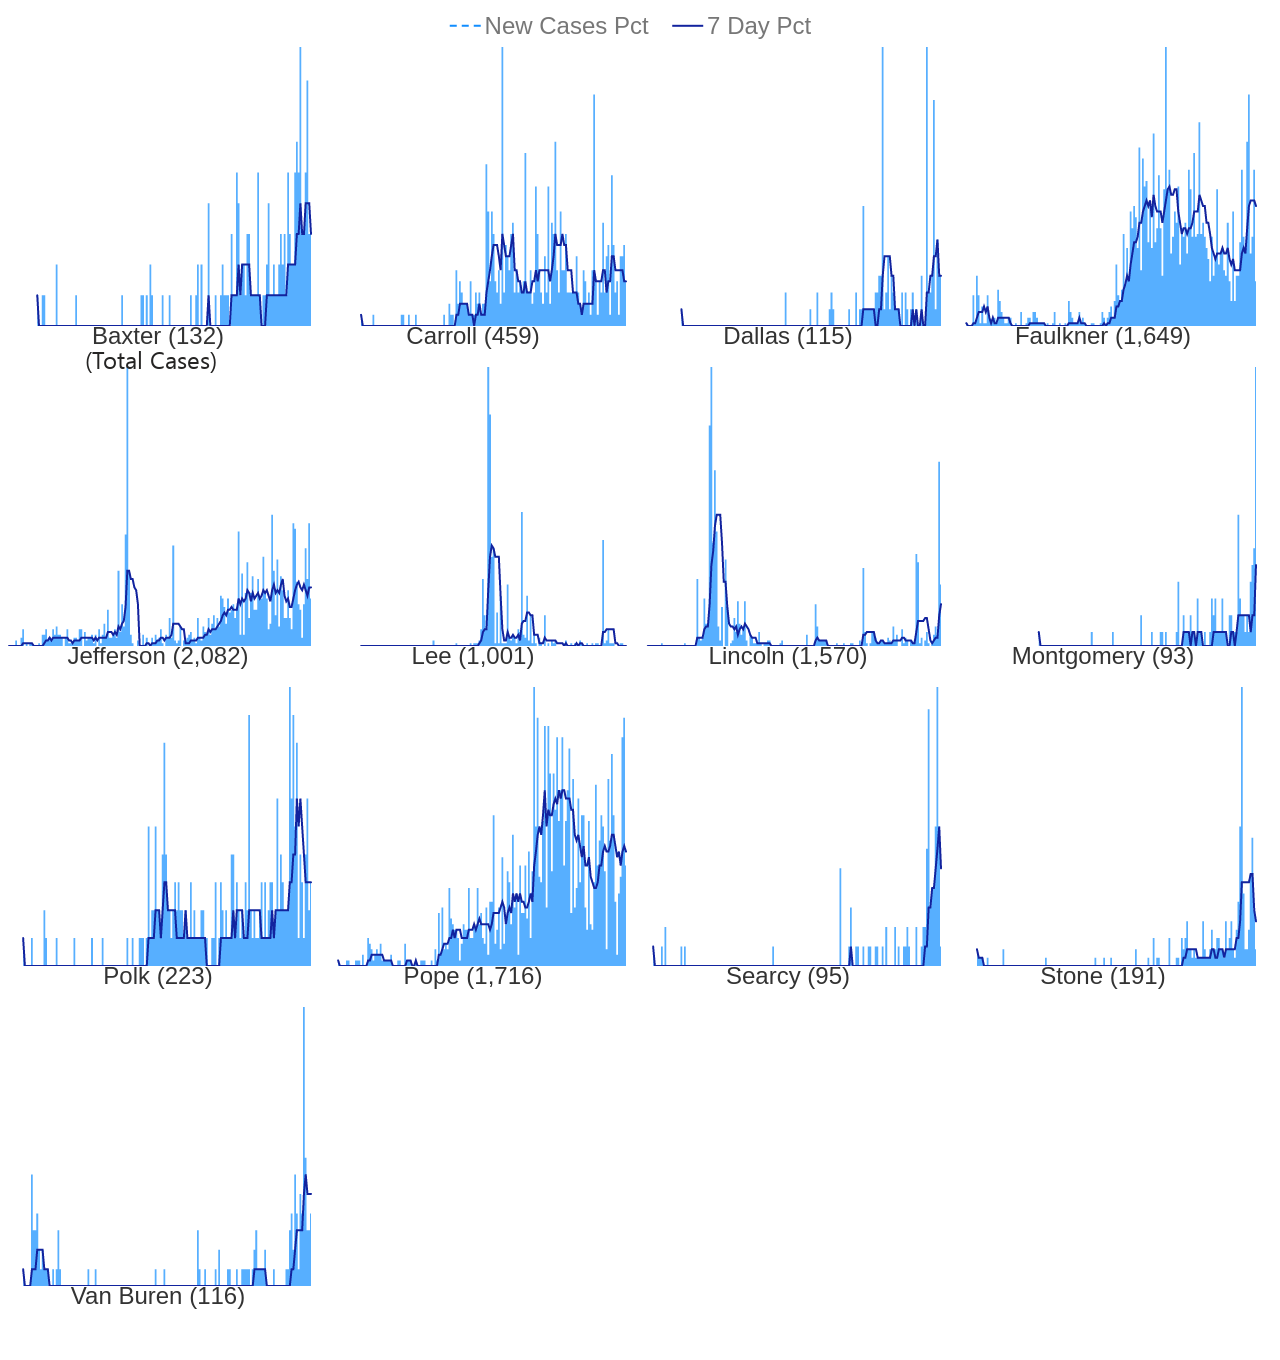 New Cases Pct 7 Day Pct
Baxter (132) Carroll (459) Dallas (115) Faulkner (1,649)
(Total Cases)
Jefferson (2,082) Lee (1,001) Lincoln (1,570) Montgomery (93)
Polk (223) Pope (1,716) Searcy (95) Stone (191)
Van Buren (116)